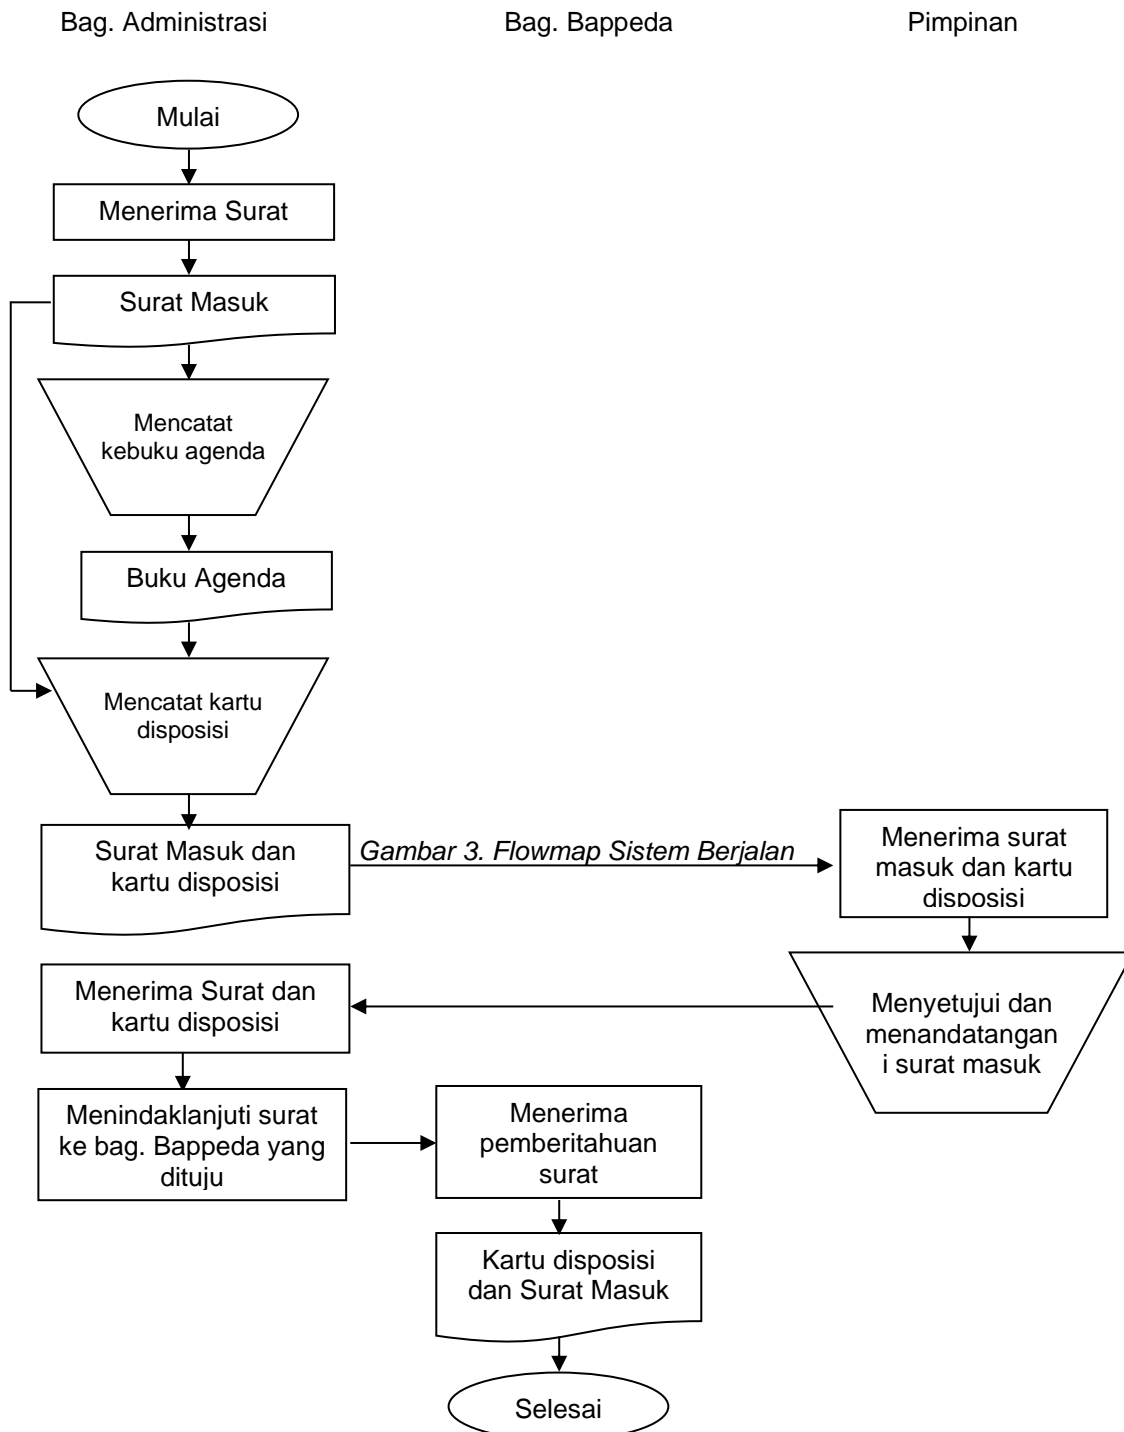 Bag. Administrasi
Bag. Bappeda
Pimpinan
Mulai
Menerima Surat
Surat Masuk
Mencatat
kebuku agenda
Buku Agenda
Mencatat kartu
disposisi
Surat Masuk dan
kartu disposisi
Gambar 3. Flowmap Sistem Berjalan
Menerima surat
masuk dan kartu
disposisi
Menyetujui dan
menandatangan
i surat masuk
Menerima Surat dan
kartu disposisi
Menindaklanjuti surat
ke bag. Bappeda yang
dituju
Menerima
pemberitahuan
surat
Kartu disposisi
dan Surat Masuk
Selesai